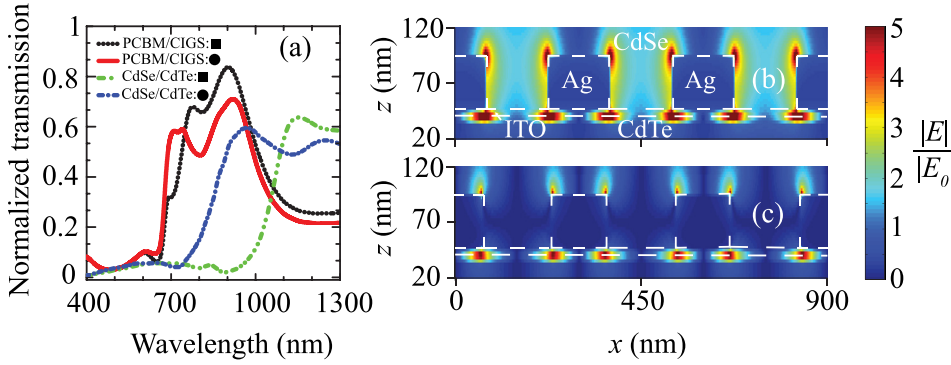 Normalized transmission
1
0.8
0.6
0.4
0.2
0
(a)
PCBM/CIGS:■
PCBM/CIGS:●
CdSe/CdTe:■
CdSe/CdTe:●
400
700
1000
1300
Wavelength (nm)
z (nm)
120
70
20
CdSe
Ag
Ag
(b)
ITO
CdTe
z (nm)
120
70
20
(c)
0
450
900
x (nm)
5
4
3
2
1
0
|E|
|E0